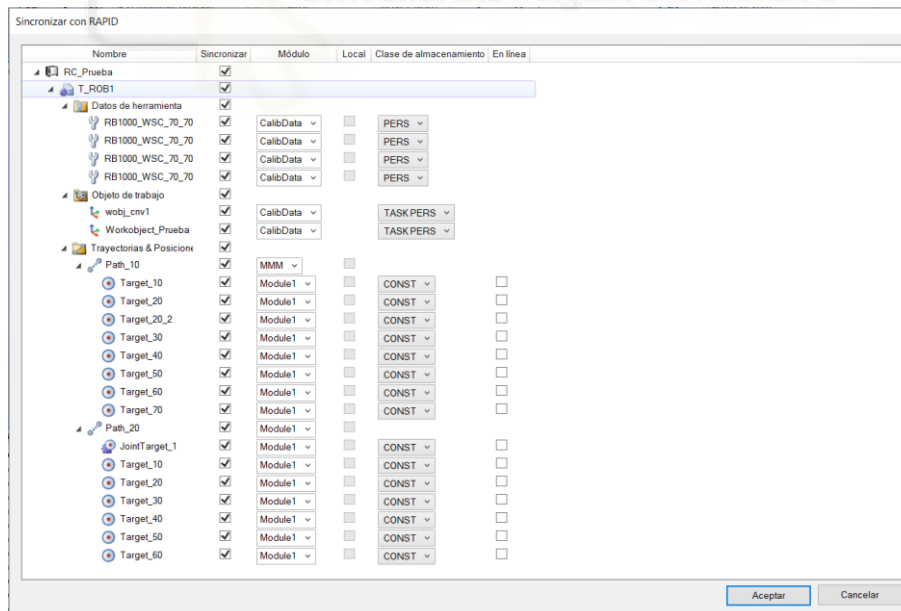 Sincronizar con RAPID
Nombre Sincronizar Módulo Local Clase de almacenamiento En línea
RC_Prueba
T_ROB1
Datos de herramienta
RB1000_WSC_70_70 CalibData PERS
RB1000_WSC_70_70 CalibData PERS
RB1000_WSC_70_70 CalibData PERS
RB1000_WSC_70_70 CalibData PERS
Objeto de trabajo
wobj_cnv1 CalibData TASK PERS
Workobject_Prueba CalibData TASK PERS
Trayectorias & Posicione
Path_10 MMM
Target_10 Module1 CONST
Target_20 Module1 CONST
Target_20_2 Module1 CONST
Target_30 Module1 CONST
Target_40 Module1 CONST
Target_50 Module1 CONST
Target_60 Module1 CONST
Target_70 Module1 CONST
Path_20 Module1
JointTarget_1 Module1 CONST
Target_10 Module1 CONST
Target_20 Module1 CONST
Target_30 Module1 CONST
Target_40 Module1 CONST
Target_50 Module1 CONST
Target_60 Module1 CONST
Aceptar Cancelar